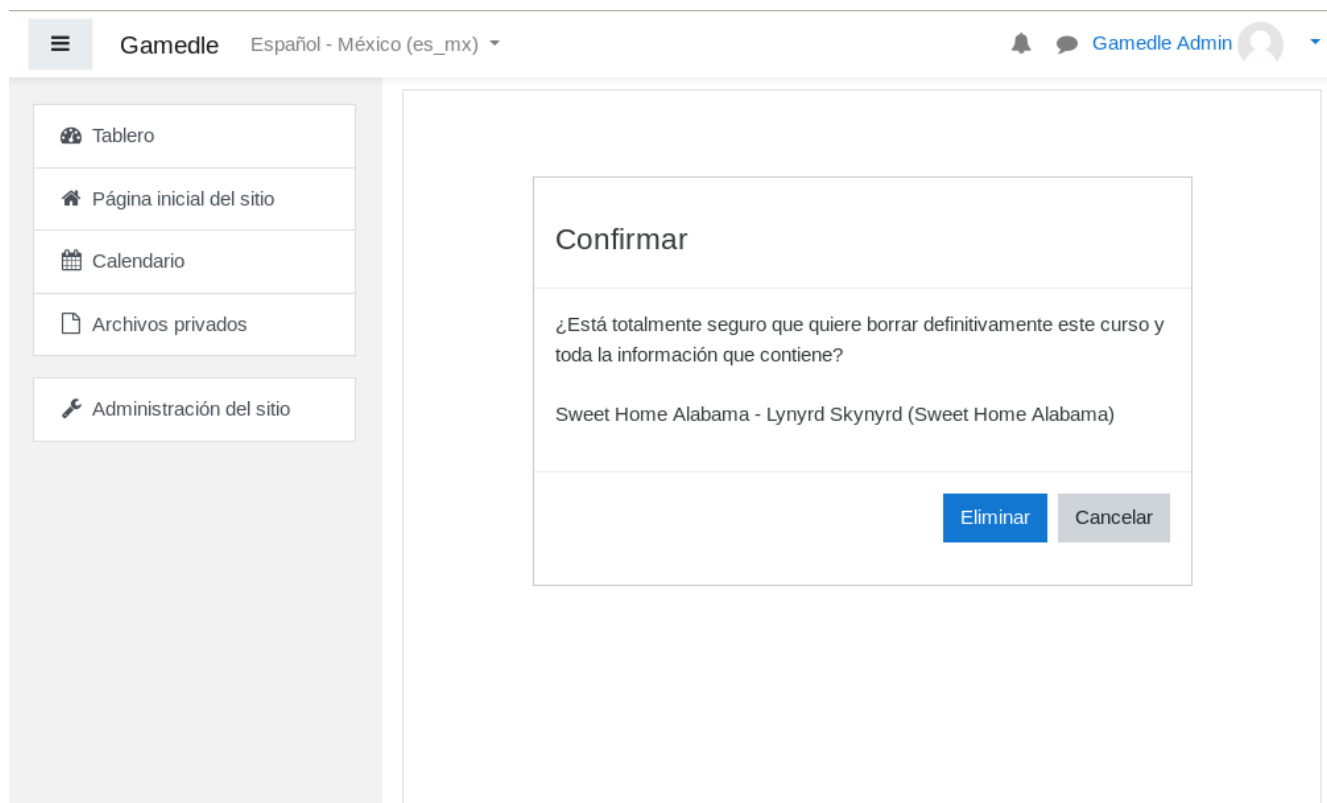 Gamedle Español - México (es_mx) Gamedle Admin
Tablero
Página inicial del sitio
Calendario
Archivos privados
Administración del sitio
Confirmar
¿Está totalmente seguro que quiere borrar definitivamente este curso y
toda la información que contiene?
Sweet Home Alabama - Lynyrd Skynyrd (Sweet Home Alabama)
Eliminar Cancelar